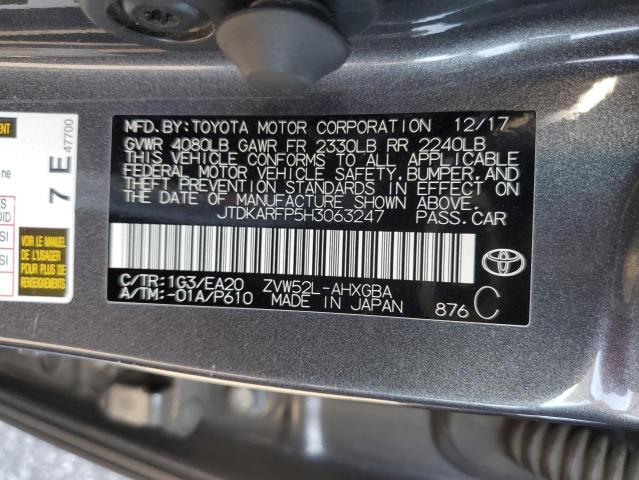 MFD.BY:TOYOTA MOTOR CORPORATION 12/17
GVWR 4080LB GAWR FR 2330LB RR 2240LB
THIS VEHICLE CONFORMS TO ALL APPLICABLE
FEDERAL MOTOR VEHICLE SAFETY,BUMPER,AND
THEFT PREVENTION STANDARDS IN EFFECT ON
THE DATE OF MANUFACTURE SHOWN ABOVE.
JTDKARFP5H3063247 PASS.CAR
C/TR:1G3/EA20 ZVW52L-AHXGBA
A/TM:-01A/P610 MADE IN JAPAN 876 C
7 E 47700
VOIR LE MANUEL
DE L'USAGER
POUR PLUS DE
RENSEIGNEMENTS